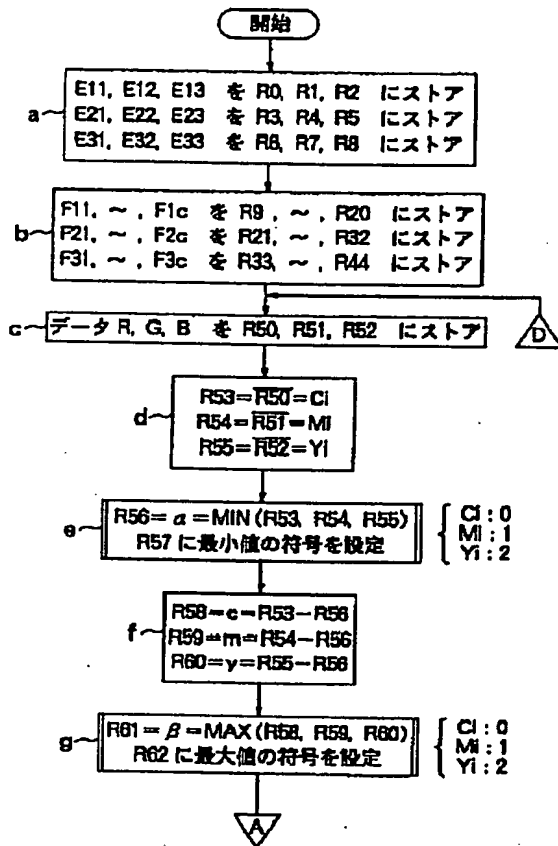 開始
a E11, E12, E13 を R0, R1, R2 にストア
E21, E22, E23 を R3, R4, R5 にストア
E31, E32, E33 を R6, R7, R8 にストア
b F11, ～, F1c を R9, ～, R20 にストア
F21, ～, F2c を R21, ～, R32 にストア
F31, ～, F3c を R33, ～, R44 にストア
c データ R, G, B を R50, R51, R52 にストア
D
d R53=R̅5̅0̅=Ci
R54=R̅5̅1̅=Mi
R55=R̅5̅2̅=Yi
e R56=α=MIN(R53, R54, R55)
R57 に最小値の符号を設定
Ci:0
Mi:1
Yi:2
f R58=c=R53-R56
R59=m=R54-R56
R60=y=R55-R56
g R61=β=MAX(R58, R59, R60)
R62 に最大値の符号を設定
Ci:0
Mi:1
Yi:2
A